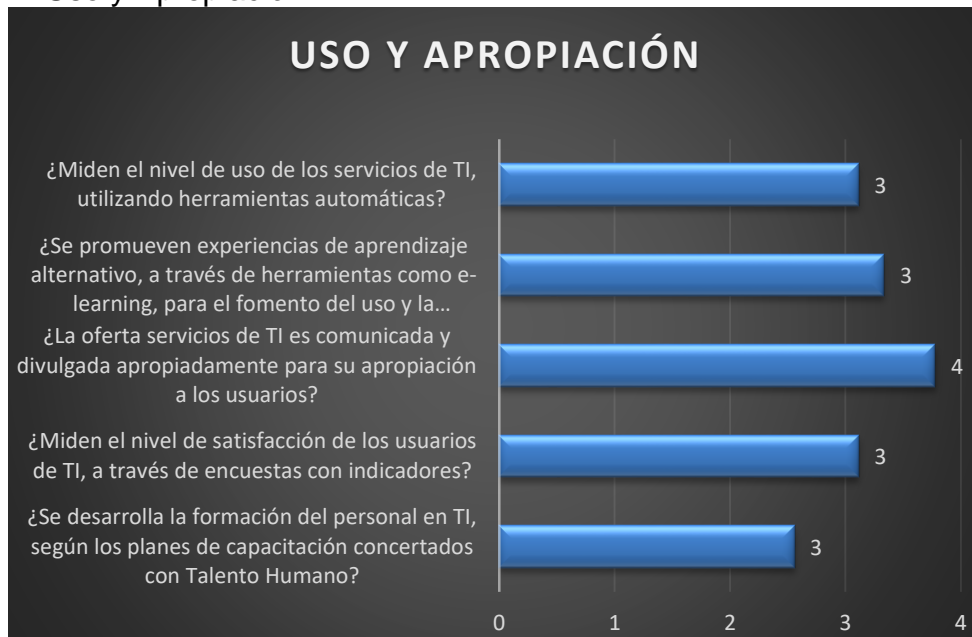 USO Y APROPIACIÓN
¿Miden el nivel de uso de los servicios de TI,
utilizando herramientas automáticas?
3
¿Se promueven experiencias de aprendizaje
alternativo, a través de herramientas como e-
learning, para el fomento del uso y la...
3
¿La oferta servicios de TI es comunicada y
divulgada apropiadamente para su apropiación
a los usuarios?
4
¿Miden el nivel de satisfacción de los usuarios
de TI, a través de encuestas con indicadores?
3
¿Se desarrolla la formación del personal en TI,
según los planes de capacitación concertados
con Talento Humano?
3
0 1 2 3 4